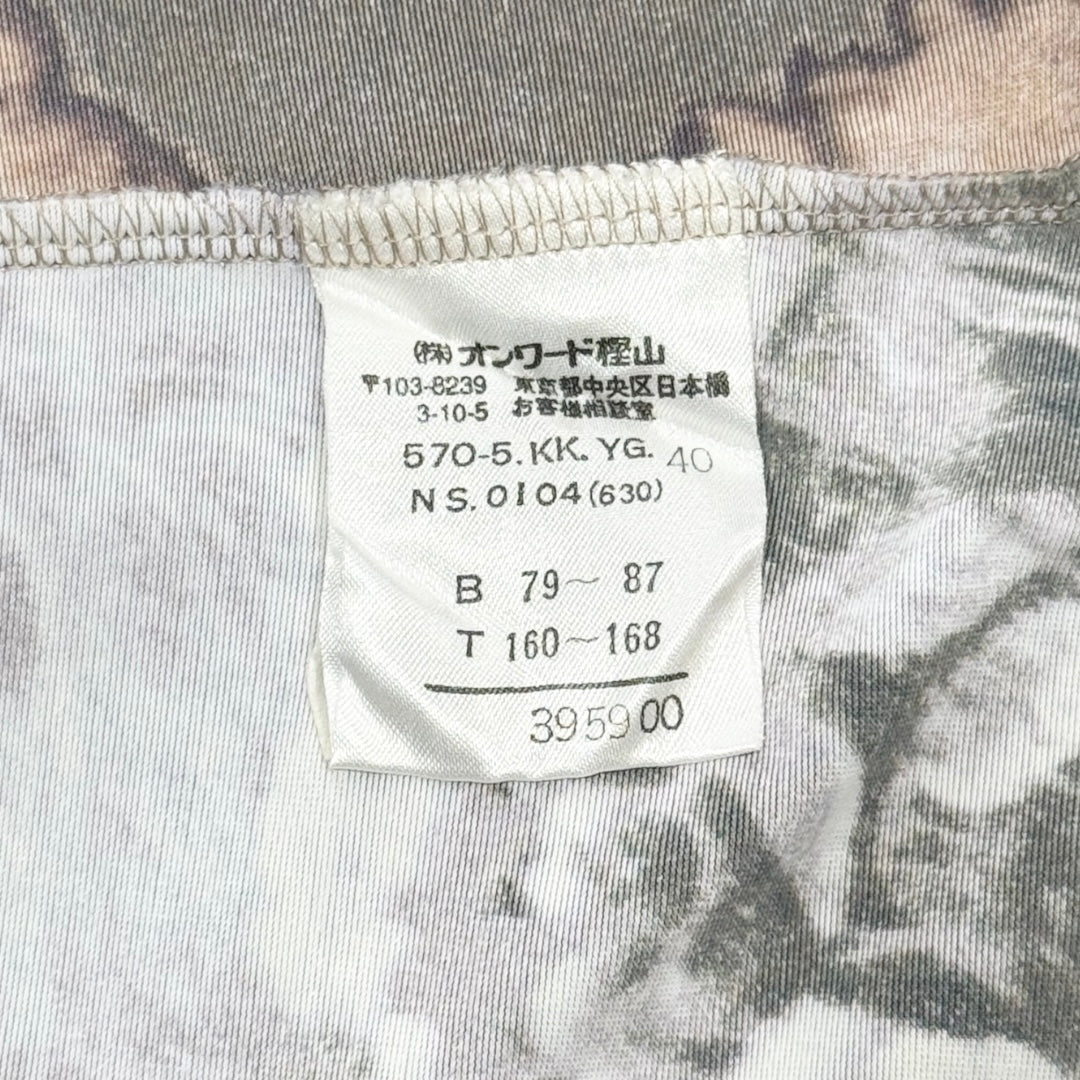 (株)オンワード樫山
〒103-8239 東京都中央区日本橋
3-10-5 お客様相談室
570-5.KK.YG. 40
NS.0104(630)
B 79～ 87
T 160～168
395900